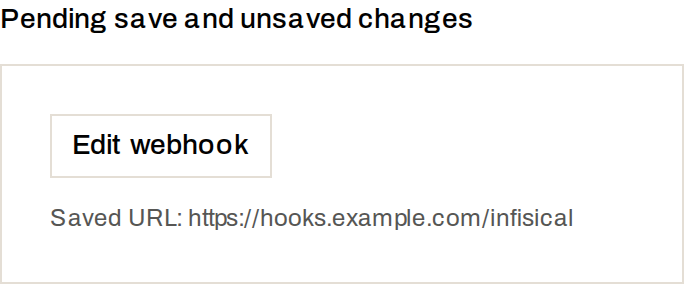 Pending save and unsaved changes
Edit webhook
Saved URL: https://hooks.example.com/infisical